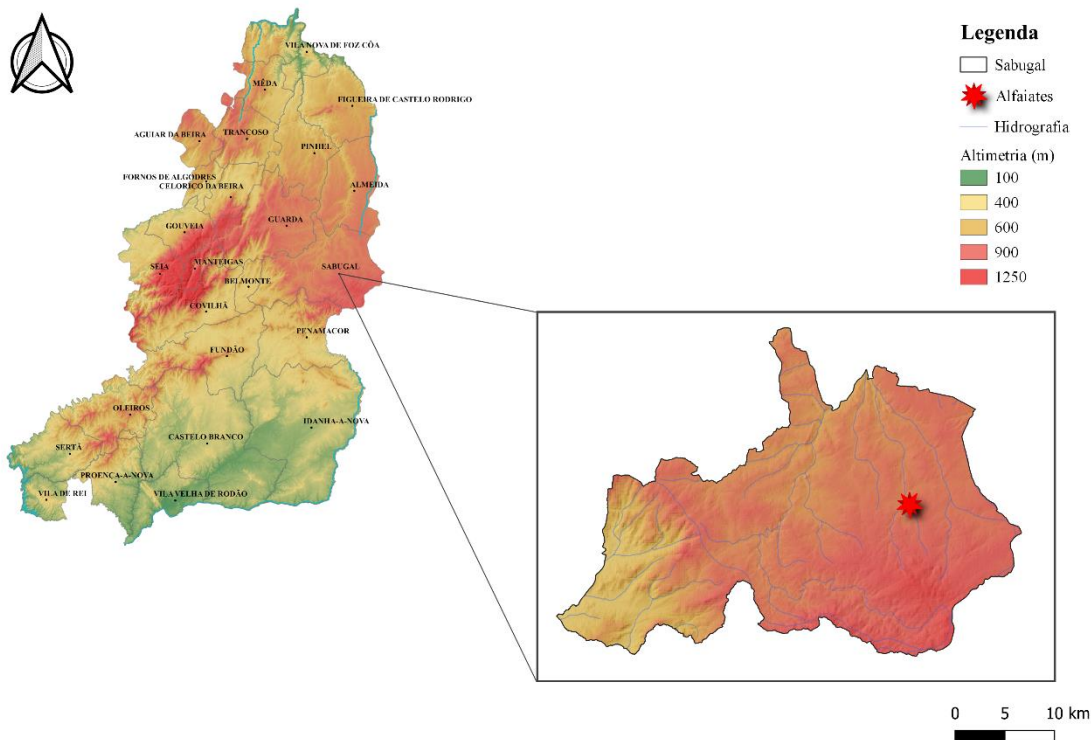 VILA NOVA DE FOZ CÔA
MÊDA
FIGUEIRA DE CASTELO RODRIGO
AGUIAR DA BEIRA
TRANCOSO
PINHEL
FORNOS DE ALGODRES
CELORICO DA BEIRA
ALMEIDA
GOUVEIA
GUARDA
SEIA
MANTEIGAS
SABUGAL
BELMONTE
COVILHÃ
PENAMACOR
FUNDÃO
OLEIROS
IDANHA-A-NOVA
CASTELO BRANCO
SERTÃ
PROENÇA-A-NOVA
VILA DE REI
VILA VELHA DE RODÃO
Legenda
Sabugal
Alfaiates
Hidrografia
Altimetria (m)
100
400
600
900
1250
0 5 10 km